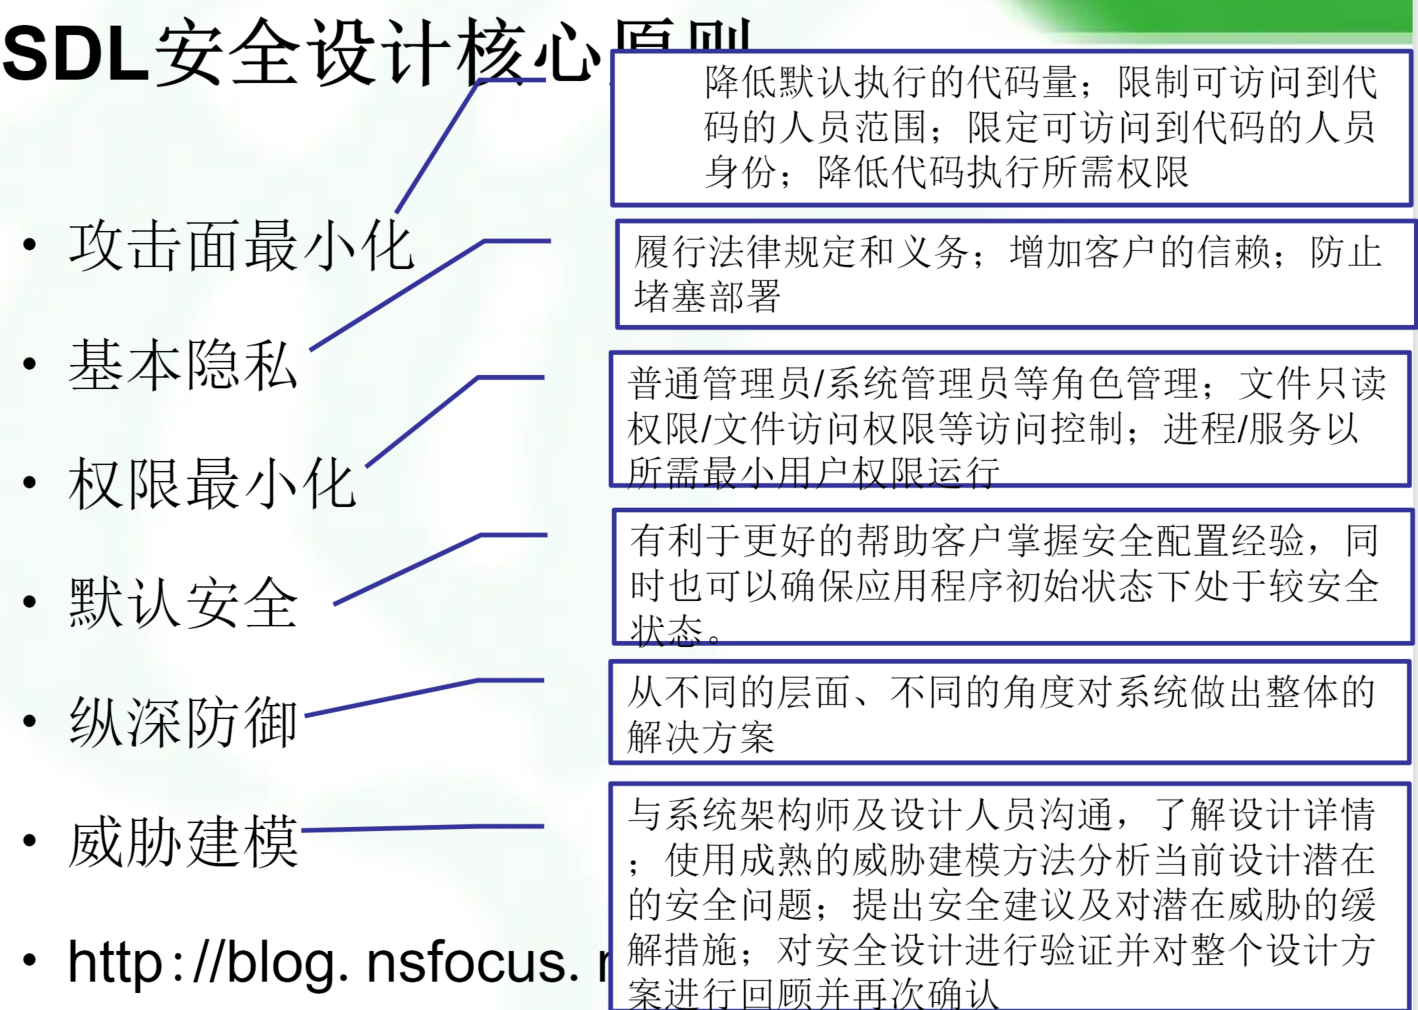 SDL安全设计核心原则
降低默认执行的代码量；限制可访问到代
码的人员范围；限定可访问到代码的人员
身份；降低代码执行所需权限
• 攻击面最小化
履行法律规定和义务；增加客户的信赖；防止
堵塞部署
• 基本隐私
普通管理员/系统管理员等角色管理；文件只读
权限/文件访问权限等访问控制；进程/服务以
所需最小用户权限运行
• 权限最小化
有利于更好的帮助客户掌握安全配置经验，同
时也可以确保应用程序初始状态下处于较安全
状态。
• 默认安全
从不同的层面、不同的角度对系统做出整体的
解决方案
• 纵深防御
与系统架构师及设计人员沟通，了解设计详情
；使用成熟的威胁建模方法分析当前设计潜在
的安全问题；提出安全建议及对潜在威胁的缓
解措施；对安全设计进行验证并对整个设计方
案进行回顾并再次确认
• 威胁建模
• http://blog.nsfocus.